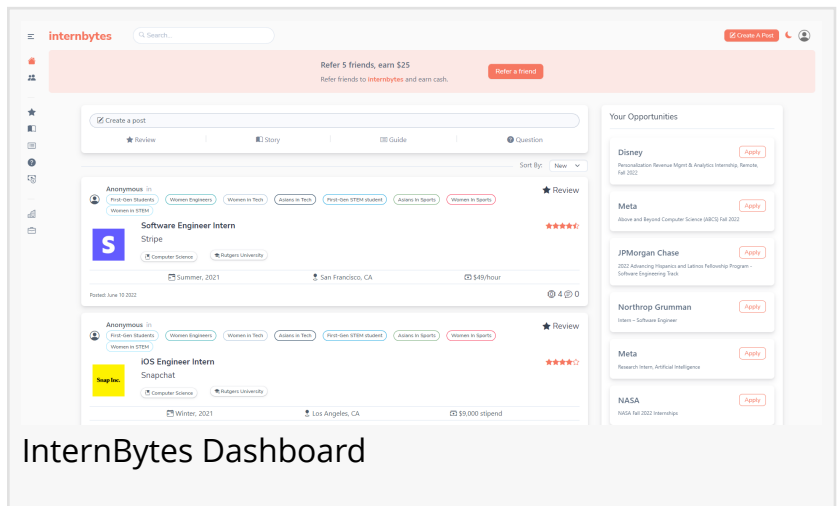 internbytes
Search...
Create A Post
Refer 5 friends, earn $25
Refer friends to internbytes and earn cash.
Refer a friend
Create a post
Review
Story
Guide
Question
Sort By: New
Anonymous in
First-Gen Students
Women Engineers
Women in Tech
Asians in Tech
First-Gen STEM student
Asians in Sports
Women in Sports
Women in STEM
Review
S
Software Engineer Intern
Stripe
Computer Science
Rutgers University
Summer, 2021
San Francisco, CA
$49/hour
Posted: June 10 2022
4
0
Anonymous in
First-Gen Students
Women Engineers
Women in Tech
Asians in Tech
First-Gen STEM student
Asians in Sports
Women in Sports
Women in STEM
Review
Snap Inc.
iOS Engineer Intern
Snapchat
Computer Science
Rutgers University
Winter, 2021
Los Angeles, CA
$9,000 stipend
Your Opportunities
Disney
Apply
Personalization Revenue Mgmt & Analytics Internship, Remote,
Fall 2022
Meta
Apply
Above and Beyond Computer Science (ABCS) Fall 2022
JPMorgan Chase
Apply
2022 Advancing Hispanics and Latinos Fellowship Program -
Software Engineering Track
Northrop Grumman
Apply
Intern – Software Engineer
Meta
Apply
Research Intern, Artificial Intelligence
NASA
Apply
NASA Fall 2022 Internships
InternBytes Dashboard